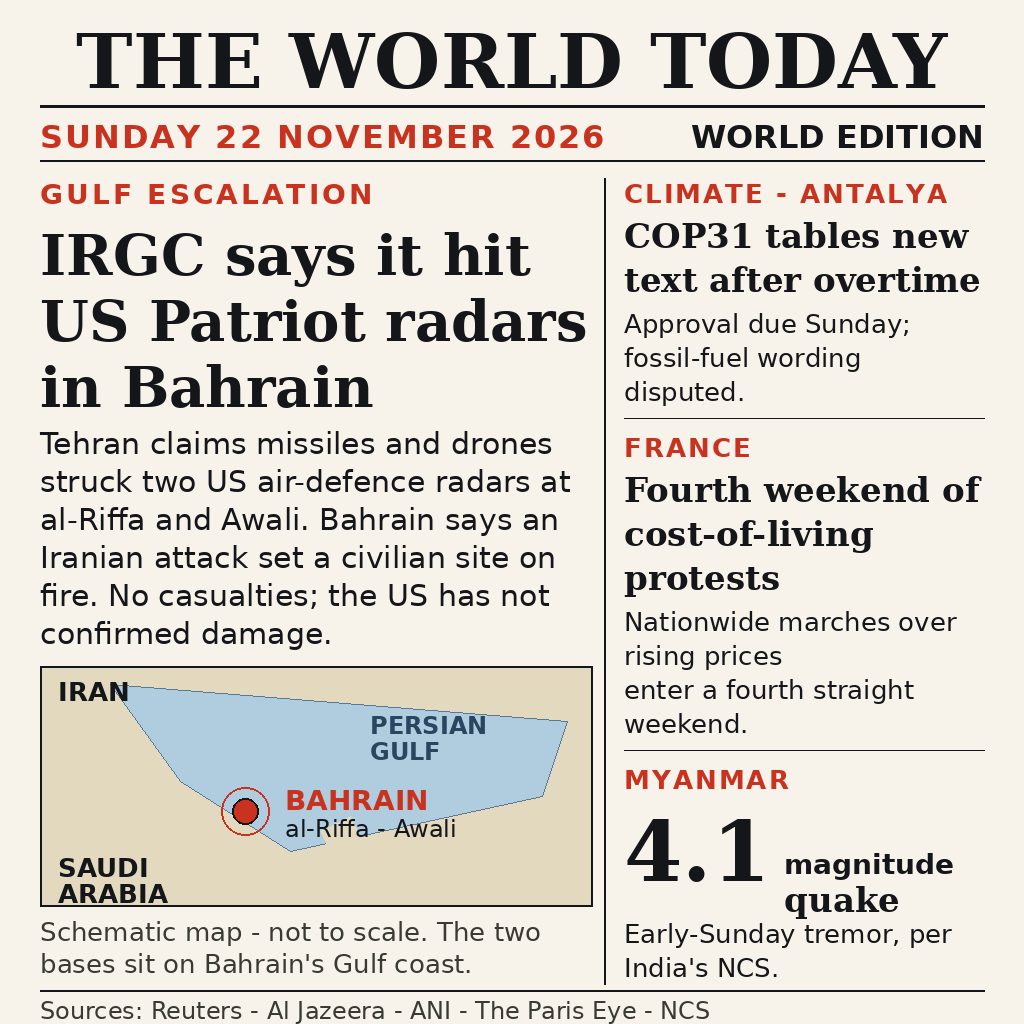 THE WORLD TODAY
SUNDAY 22 NOVEMBER 2026
WORLD EDITION
GULF ESCALATION
IRGC says it hit
US Patriot radars
in Bahrain
Tehran claims missiles and drones
struck two US air-defence radars at
al-Riffa and Awali. Bahrain says an
Iranian attack set a civilian site on
fire. No casualties; the US has not
confirmed damage.
IRAN
PERSIAN
GULF
BAHRAIN
al-Riffa - Awali
SAUDI
ARABIA
Schematic map - not to scale. The two
bases sit on Bahrain's Gulf coast.
CLIMATE - ANTALYA
COP31 tables new
text after overtime
Approval due Sunday;
fossil-fuel wording
disputed.
FRANCE
Fourth weekend of
cost-of-living
protests
Nationwide marches over
rising prices
enter a fourth straight
weekend.
MYANMAR
4.1 magnitude
quake
Early-Sunday tremor, per
India's NCS.
Sources: Reuters - Al Jazeera - ANI - The Paris Eye - NCS